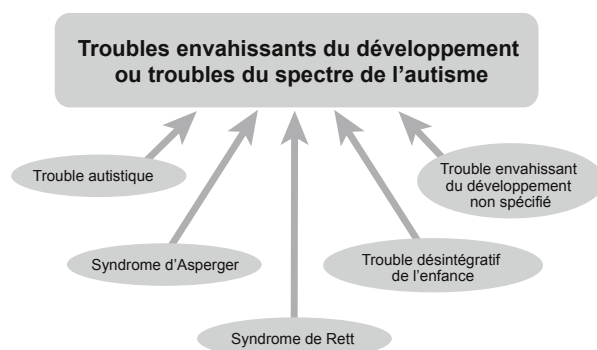 Troubles envahissants du développement
ou troubles du spectre de l’autisme
Trouble autistique
Trouble envahissant
du développement
non spécifié
Syndrome d’Asperger
Trouble désintégratif
de l’enfance
Syndrome de Rett